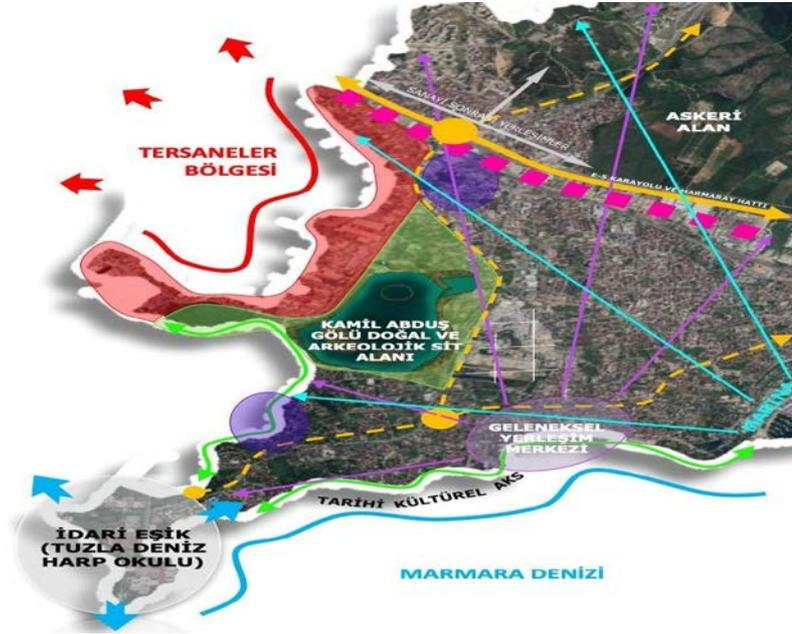 SANAYİ SONRASI YERLEŞİMLER
ASKERİ
ALAN
TERSANELER
BÖLGESİ
E-5 KARAYOLU VE MARMARAY HATTI
KAMİL ABDUŞ
GÖLÜ DOĞAL VE
ARKEOLOJİK SİT
ALANI
MARINA
GELENEKSEL
YERLEŞİM
MERKEZİ
TARİHİ KÜLTÜREL AKS
İDARİ EŞİK
(TUZLA DENİZ
HARP OKULU)
MARMARA DENİZİ